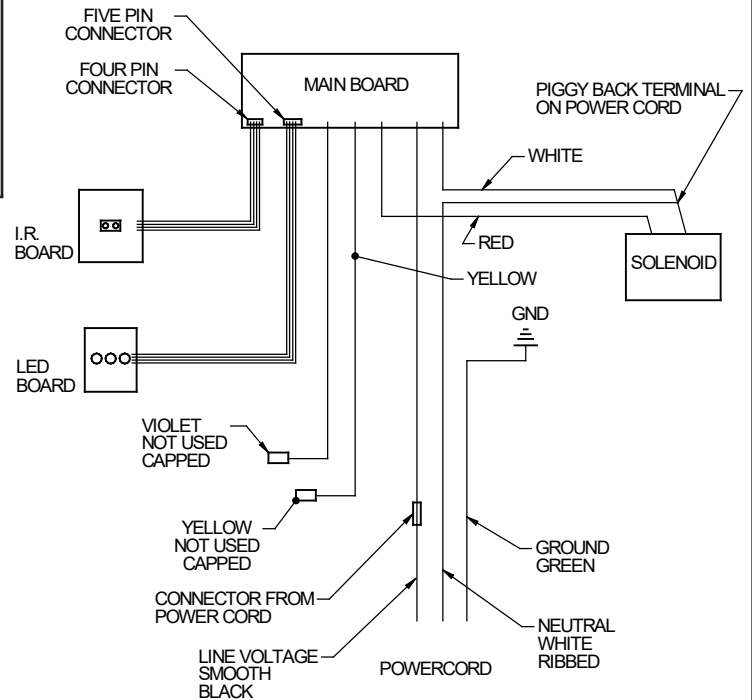 FIVE PIN
CONNECTOR
FOUR PIN
CONNECTOR
MAIN BOARD
PIGGY BACK TERMINAL
ON POWER CORD
WHITE
I.R.
BOARD
RED
SOLENOID
YELLOW
GND
LED
BOARD
VIOLET
NOT USED
CAPPED
YELLOW
NOT USED
CAPPED
GROUND
GREEN
CONNECTOR FROM
POWER CORD
NEUTRAL
WHITE
RIBBED
LINE VOLTAGE
SMOOTH
BLACK
POWERCORD